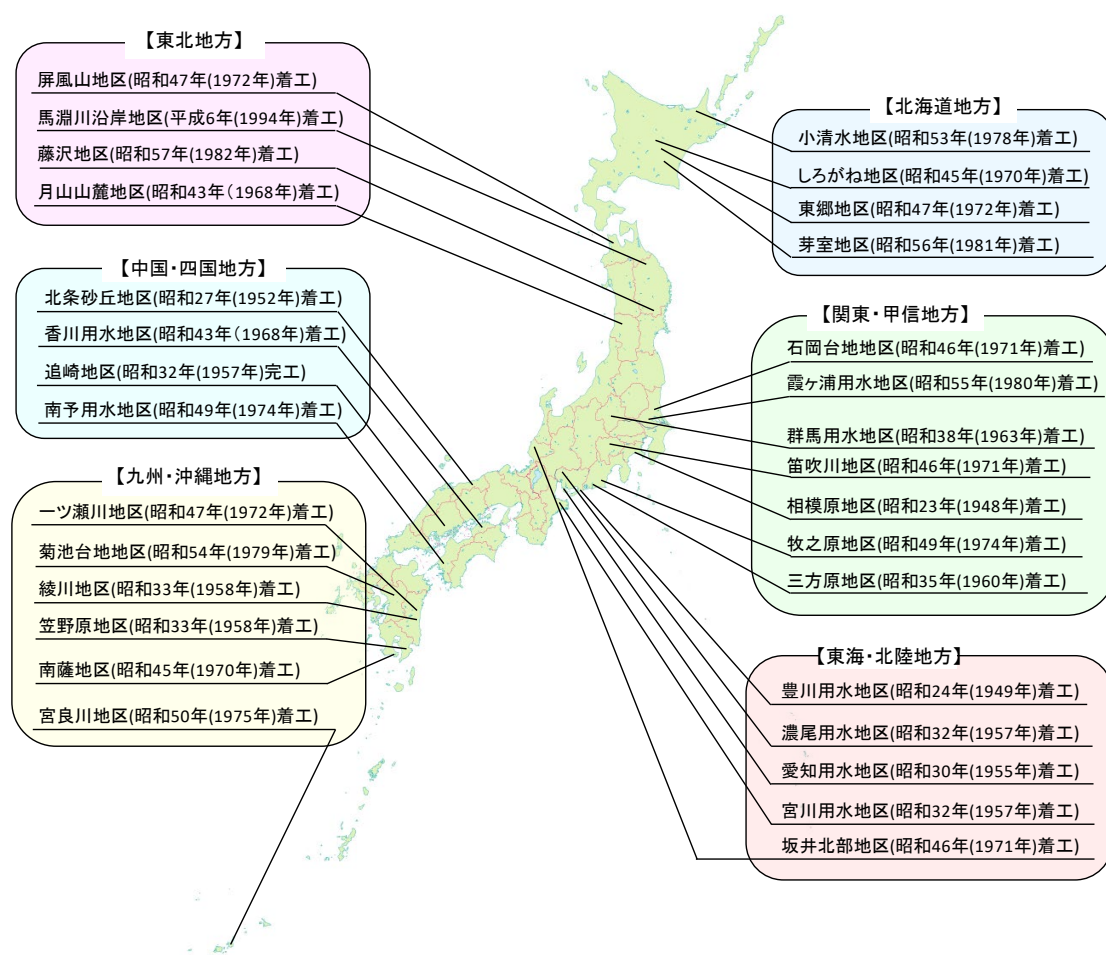 【東北地方】
屏風山地区(昭和47年(1972年)着工)
馬淵川沿岸地区(平成6年(1994年)着工)
藤沢地区(昭和57年(1982年)着工)
月山山麓地区(昭和43年(1968年)着工)
【北海道地方】
小清水地区(昭和53年(1978年)着工)
しろがね地区(昭和45年(1970年)着工)
東郷地区(昭和47年(1972年)着工)
芽室地区(昭和56年(1981年)着工)
【中国・四国地方】
北条砂丘地区(昭和27年(1952年)着工)
香川用水地区(昭和43年(1968年)着工)
追崎地区(昭和32年(1957年)完工)
南予用水地区(昭和49年(1974年)着工)
【関東・甲信地方】
石岡台地地区(昭和46年(1971年)着工)
霞ヶ浦用水地区(昭和55年(1980年)着工)
群馬用水地区(昭和38年(1963年)着工)
笛吹川地区(昭和46年(1971年)着工)
相模原地区(昭和23年(1948年)着工)
牧之原地区(昭和49年(1974年)着工)
三方原地区(昭和35年(1960年)着工)
【九州・沖縄地方】
一ツ瀬川地区(昭和47年(1972年)着工)
菊池台地地区(昭和54年(1979年)着工)
綾川地区(昭和33年(1958年)着工)
笠野原地区(昭和33年(1958年)着工)
南薩地区(昭和45年(1970年)着工)
宮良川地区(昭和50年(1975年)着工)
【東海・北陸地方】
豊川用水地区(昭和24年(1949年)着工)
濃尾用水地区(昭和32年(1957年)着工)
愛知用水地区(昭和30年(1955年)着工)
宮川用水地区(昭和32年(1957年)着工)
坂井北部地区(昭和46年(1971年)着工)